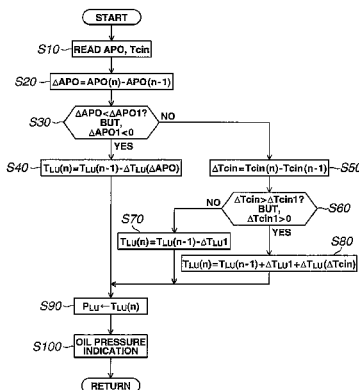 START
S10
READ APO, Tcin
S20
ΔAPO=APO(n)-APO(n-1)
S30
ΔAPO<ΔAPO1?
BUT,
ΔAPO1<0
NO
YES
S40
TLU(n)=TLU(n-1)-ΔTLU(ΔAPO)
ΔTcin=Tcin(n)-Tcin(n-1)
S50
ΔTcin>ΔTcin1?
BUT,
ΔTcin1>0
S60
NO
YES
S70
TLU(n)=TLU(n-1)-ΔTLU1
S80
TLU(n)=TLU(n-1)+ΔTLU1+ΔTLU(ΔTcin)
S90
PLU←TLU(n)
S100
OIL PRESSURE
INDICATION
RETURN